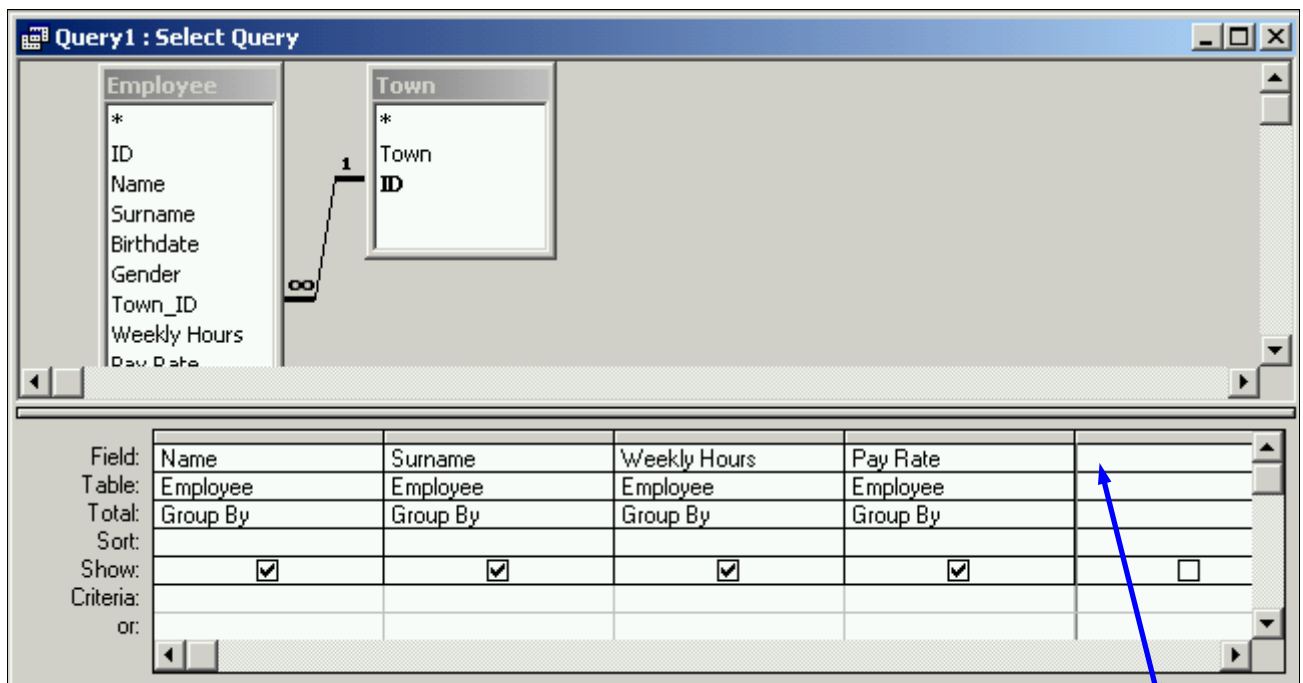 Query1 : Select Query
Employee
*
ID
Name
Surname
Birthdate
Gender
Town_ID
Weekly Hours
Pay Rate
1
∞
Town
*
Town
ID
Field: Name Surname Weekly Hours Pay Rate
Table: Employee Employee Employee Employee
Total: Group By Group By Group By Group By
Sort:
Show:
Criteria:
or: